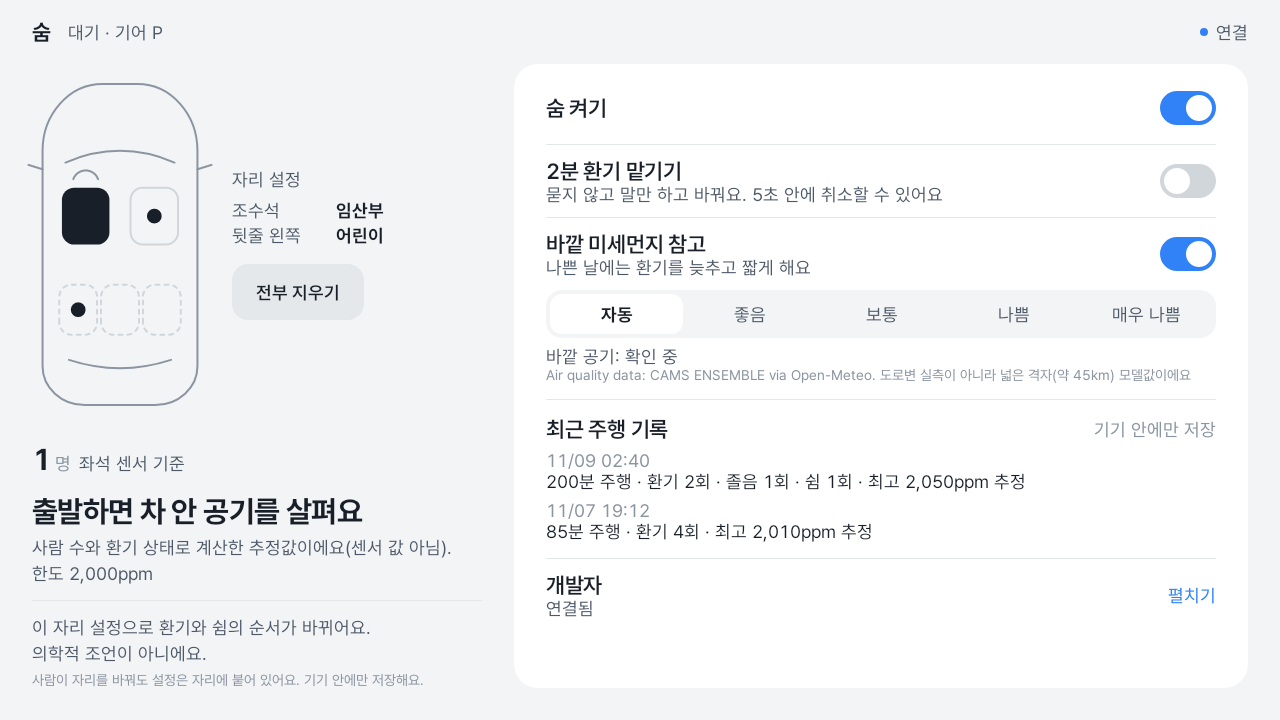 숨 대기 · 기어 P
연결
자리 설정
조수석 임산부
뒷줄 왼쪽 어린이
전부 지우기
1 명 좌석 센서 기준
출발하면 차 안 공기를 살펴요
사람 수와 환기 상태로 계산한 추정값이에요(센서 값 아님).
한도 2,000ppm
이 자리 설정으로 환기와 쉼의 순서가 바뀌어요.
의학적 조언이 아니에요.
사람이 자리를 바꿔도 설정은 자리에 붙어 있어요. 기기 안에만 저장해요.
숨 켜기
2분 환기 맡기기
묻지 않고 말만 하고 바꿔요. 5초 안에 취소할 수 있어요
바깥 미세먼지 참고
나쁜 날에는 환기를 늦추고 짧게 해요
자동 좋음 보통 나쁨 매우 나쁨
바깥 공기: 확인 중
Air quality data: CAMS ENSEMBLE via Open-Meteo. 도로변 실측이 아니라 넓은 격자(약 45km) 모델값이에요
최근 주행 기록 기기 안에만 저장
11/09 02:40
200분 주행 · 환기 2회 · 졸음 1회 · 쉼 1회 · 최고 2,050ppm 추정
11/07 19:12
85분 주행 · 환기 4회 · 최고 2,010ppm 추정
개발자
연결됨
펼치기